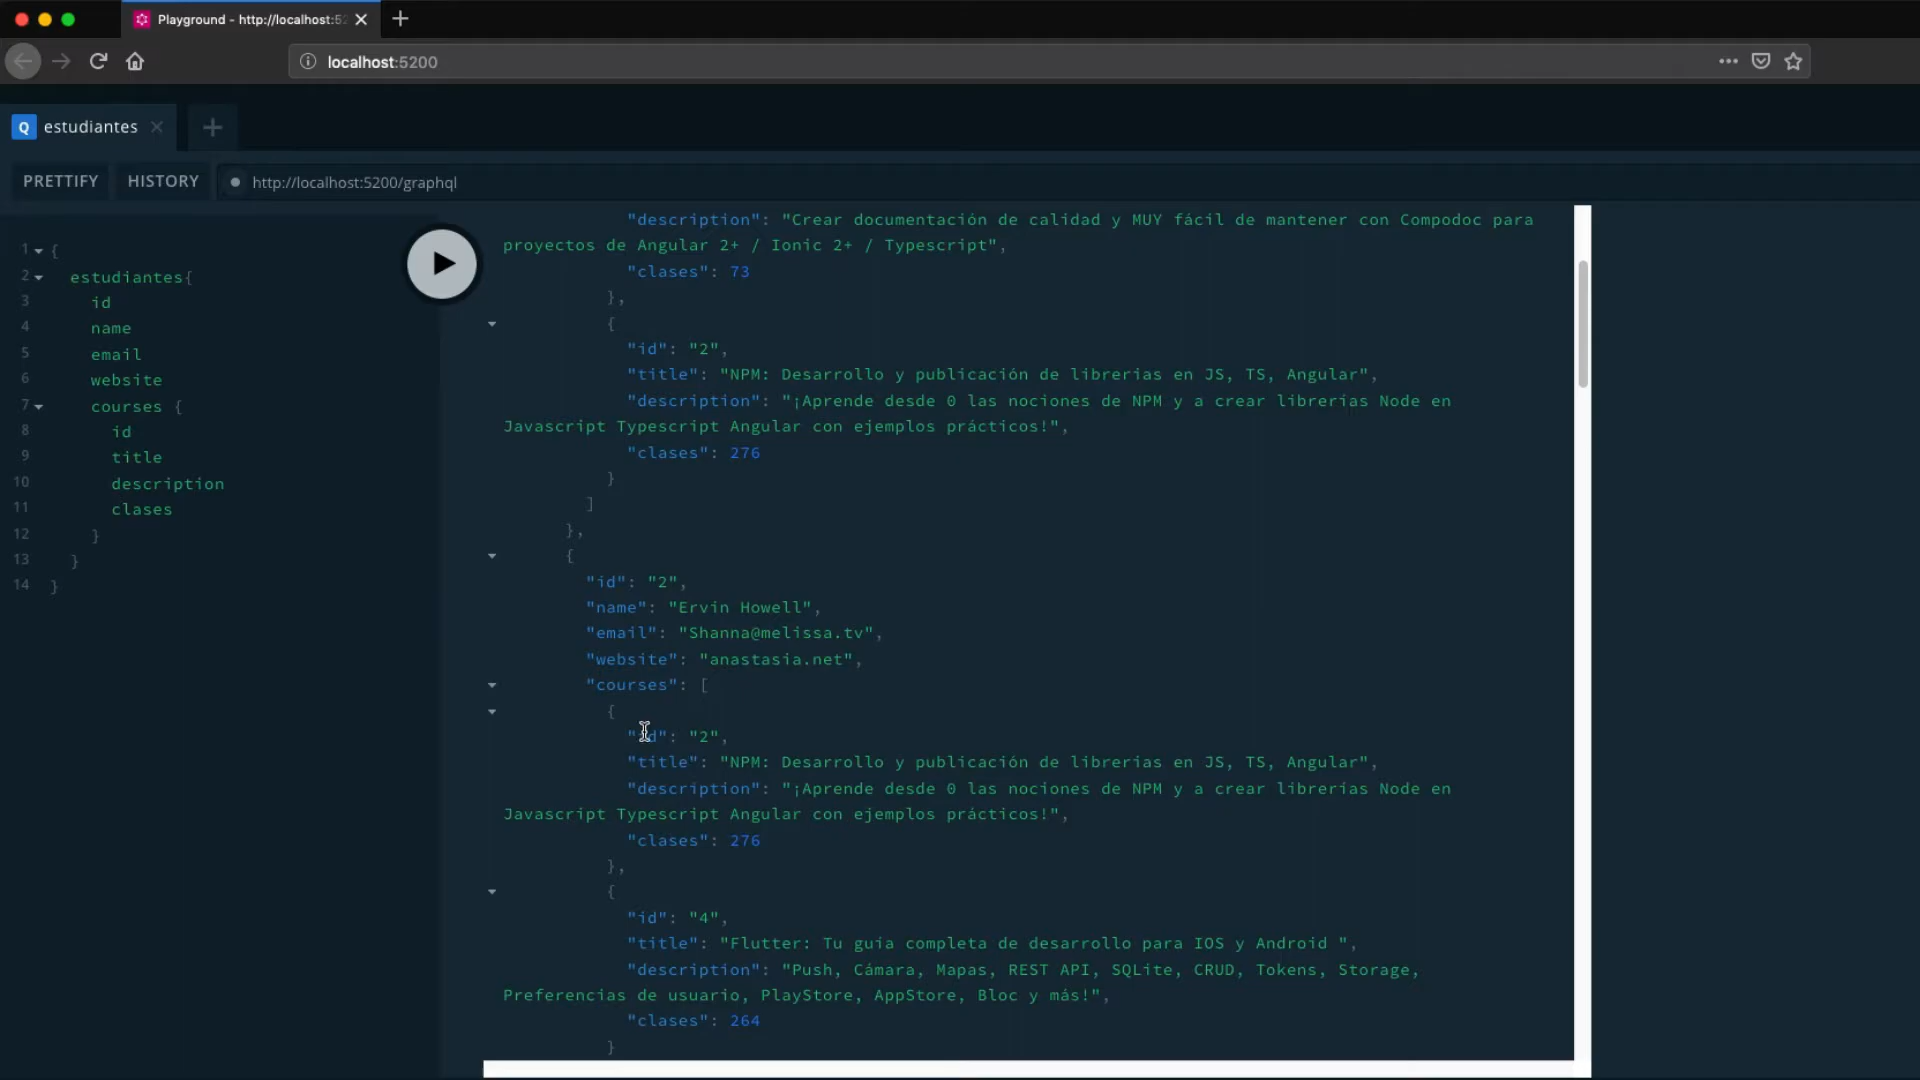 Playground - http://localhost:52
localhost:5200
Q estudiantes
PRETTIFY HISTORY http://localhost:5200/graphql
1 {
2 estudiantes{
3 id
4 name
5 email
6 website
7 courses {
8 id
9 title
10 description
11 clases
12 }
13 }
14 }
"description": "Crear documentación de calidad y MUY fácil de mantener con Compodoc para
proyectos de Angular 2+ / Ionic 2+ / Typescript",
"clases": 73
},
{
"id": "2",
"title": "NPM: Desarrollo y publicación de librerias en JS, TS, Angular",
"description": "¡Aprende desde 0 las nociones de NPM y a crear librerias Node en
Javascript Typescript Angular con ejemplos prácticos!",
"clases": 276
}
]
},
{
"id": "2",
"name": "Ervin Howell",
"email": "Shanna@melissa.tv",
"website": "anastasia.net",
"courses": [
{
"id": "2",
"title": "NPM: Desarrollo y publicación de librerias en JS, TS, Angular",
"description": "¡Aprende desde 0 las nociones de NPM y a crear librerias Node en
Javascript Typescript Angular con ejemplos prácticos!",
"clases": 276
},
{
"id": "4",
"title": "Flutter: Tu guia completa de desarrollo para IOS y Android ",
"description": "Push, Cámara, Mapas, REST API, SQLite, CRUD, Tokens, Storage,
Preferencias de usuario, PlayStore, AppStore, Bloc y más!",
"clases": 264
}